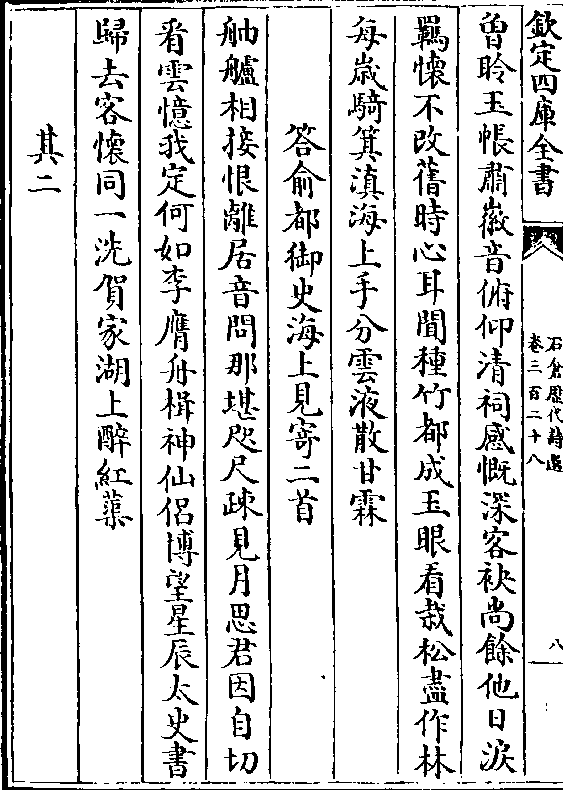 欽定四庫全書
石倉歷代詩選
卷三百二十八
八
曽聆玉帳肅徽音俯仰清祠感慨深客袂尚餘他日淚
羈懷不改舊時心耳聞種竹都成玉眼看栽松盡作林
每歳騎箕滇海上手分雲液散甘霖
答俞都御史海上見寄二首
舳艫相接恨離居音問那堪咫尺疎見月思君因自切
看雲憶我定何如李膺舟楫神仙侣博望星辰太史書
歸去客懷同一洗賀家湖上醉紅蕖
其二